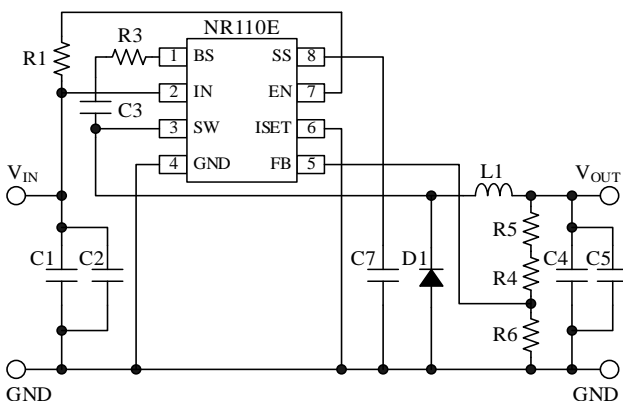 NR110E
R1
R3
1 BS SS 8
2 IN EN 7
C3
3 SW ISET 6
4 GND FB 5
VIN
L1
VOUT
R5
C1 C2 C7 D1 R4 C4 C5
R6
GND GND